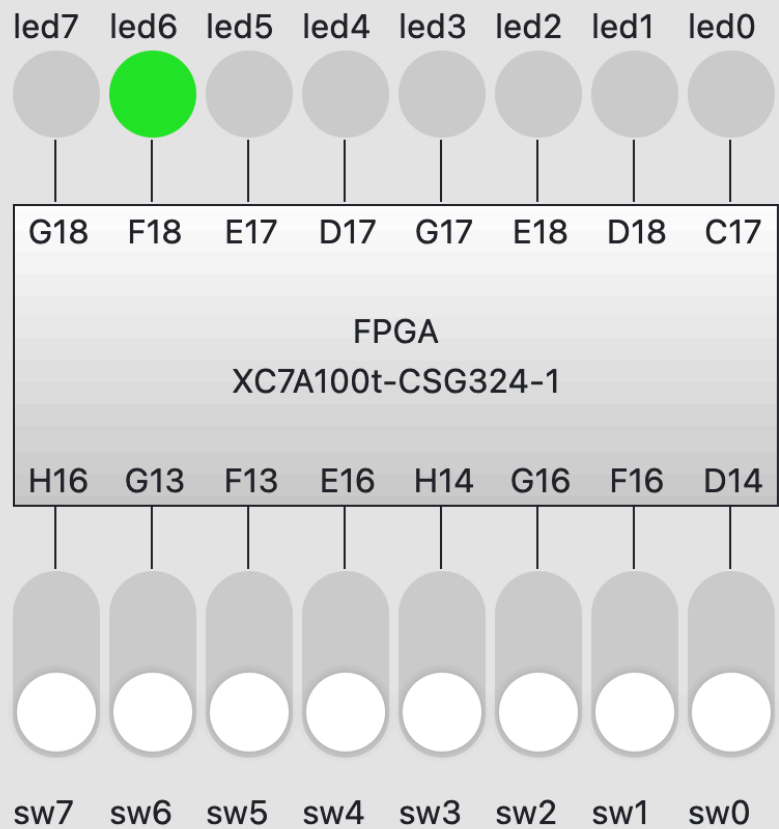 led7 led6 led5 led4 led3 led2 led1 led0
G18 F18 E17 D17 G17 E18 D18 C17
FPGA
XC7A100t-CSG324-1
H16 G13 F13 E16 H14 G16 F16 D14
sw7 sw6 sw5 sw4 sw3 sw2 sw1 sw0